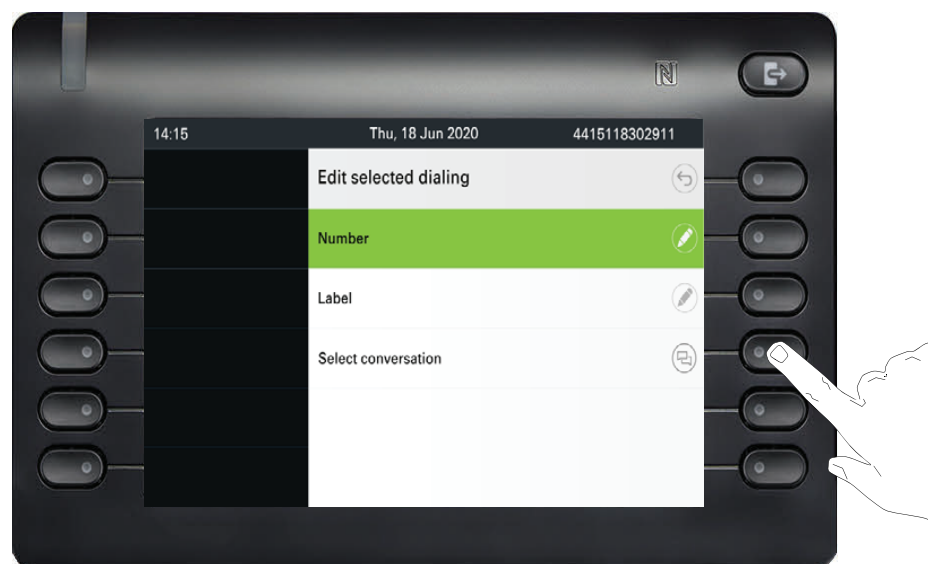 14:15 Thu, 18 Jun 2020 4415118302911
Edit selected dialing
Number
Label
Select conversation